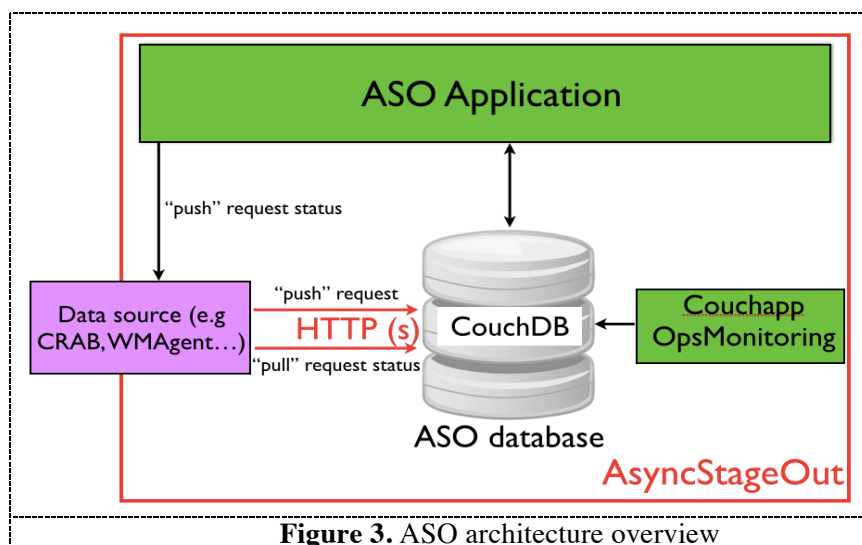 ASO Application
“push” request status
Data source (e.g
CRAB,WMAgent…)
“push” request
HTTP (s)
“pull” request status
CouchDB
ASO database
Couchapp
OpsMonitoring
AsyncStageOut
Figure 3. ASO architecture overview